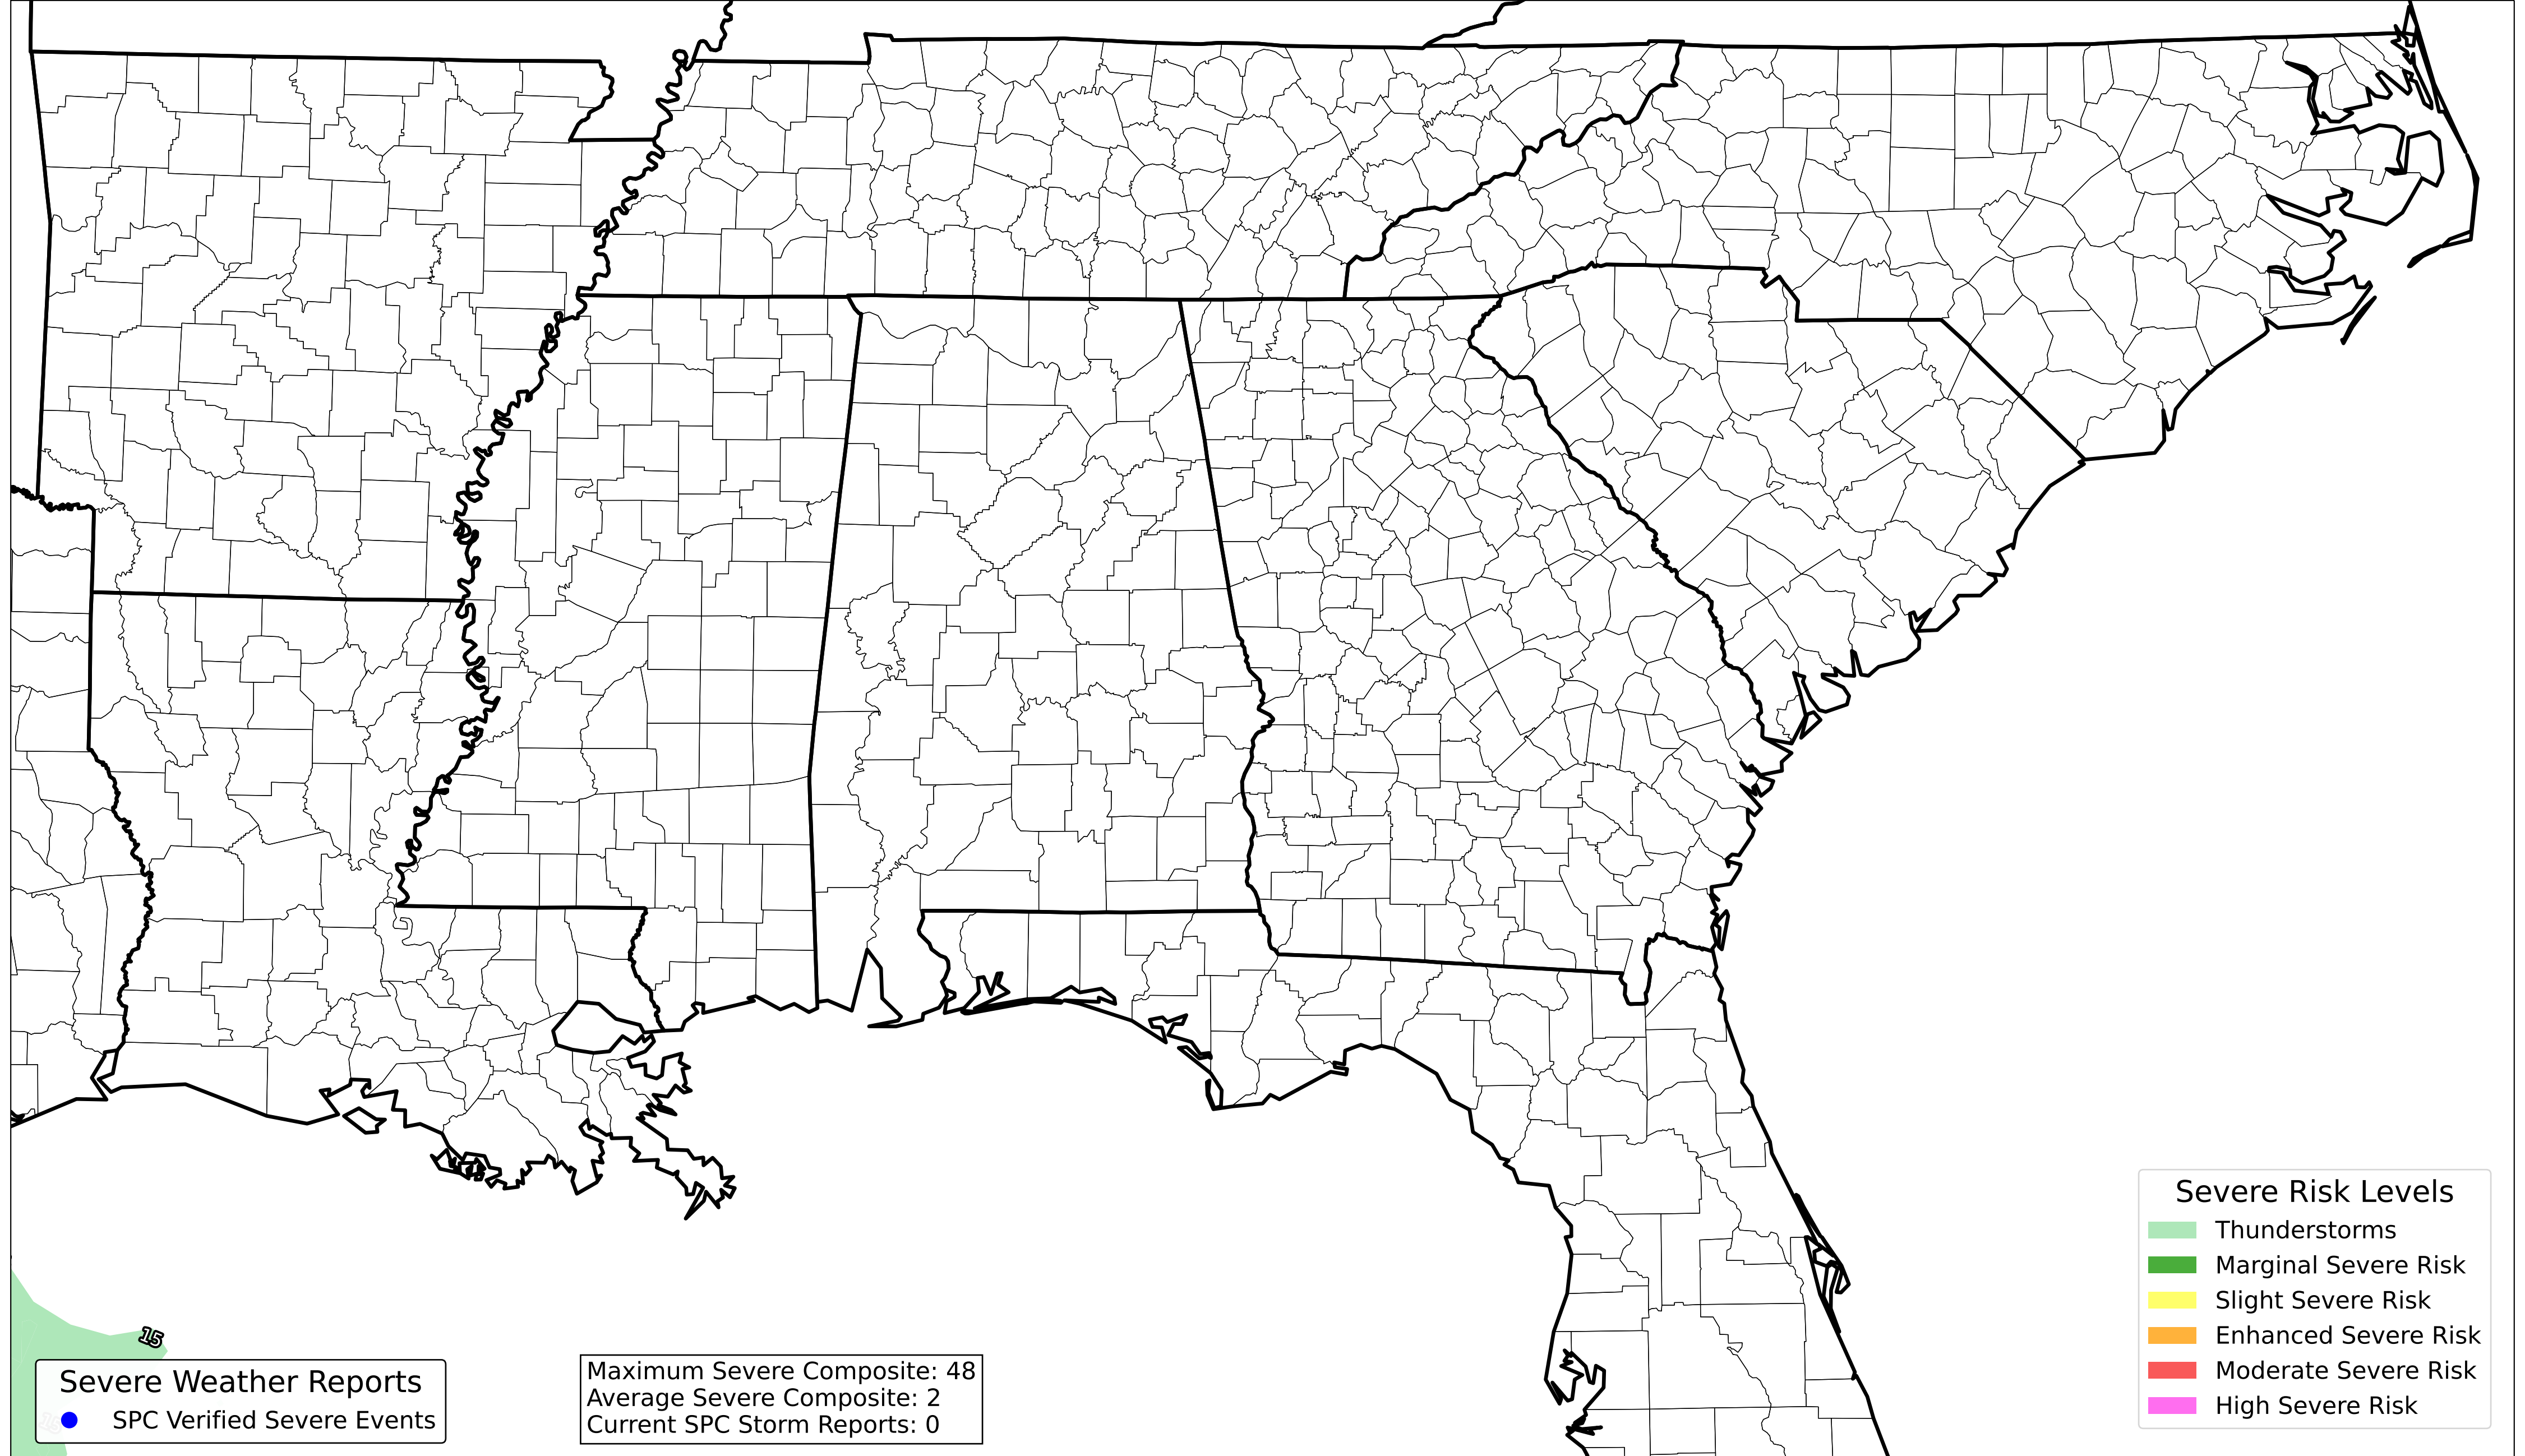 15
Severe Weather Reports
SPC Verified Severe Events
Maximum Severe Composite: 48
Average Severe Composite: 2
Current SPC Storm Reports: 0
Severe Risk Levels
Thunderstorms
Marginal Severe Risk
Slight Severe Risk
Enhanced Severe Risk
Moderate Severe Risk
High Severe Risk